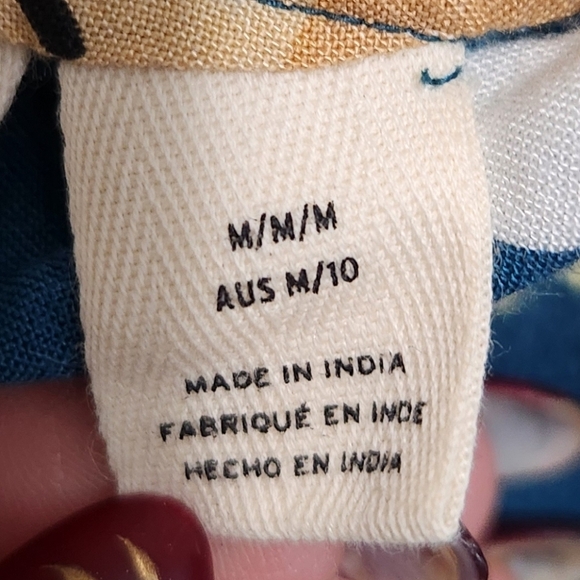 M/M/M
AUS M/10
MADE IN INDIA
FABRIQUÉ EN INDE
HECHO EN INDIA